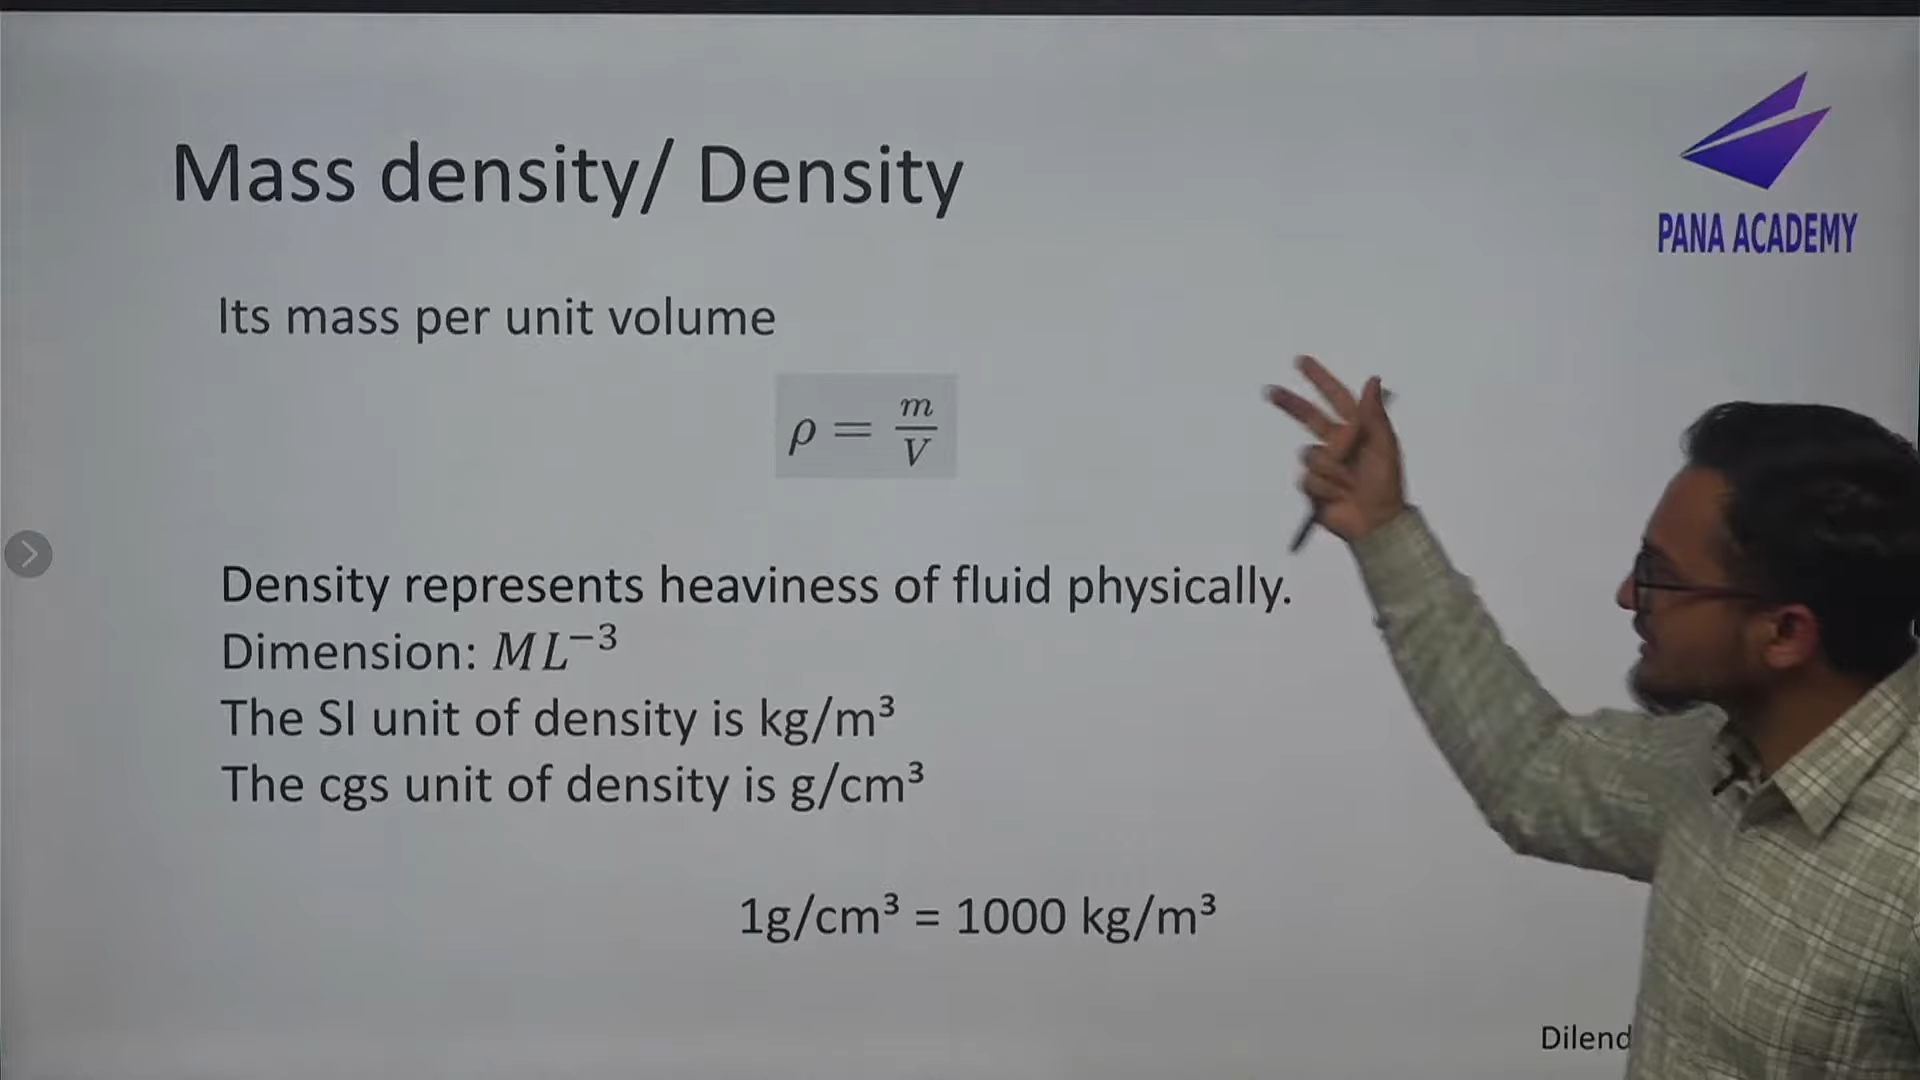 Mass density/ Density
PANA ACADEMY
Its mass per unit volume
ρ = m/V
Density represents heaviness of fluid physically.
Dimension: ML⁻³
The SI unit of density is kg/m³
The cgs unit of density is g/cm³
1g/cm³ = 1000 kg/m³
Dilend